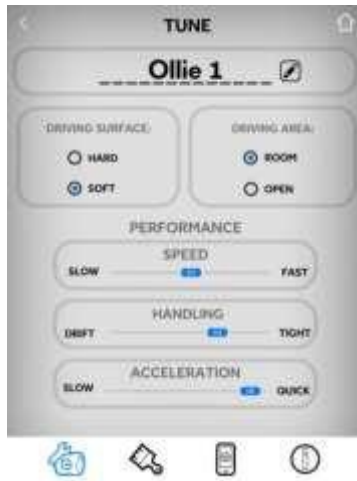 TUNE
Ollie 1
DRIVING SURFACE:
DRIVING AREA:
HARD
ROOM
SOFT
OPEN
PERFORMANCE
SPEED
SLOW
FAST
HANDLING
DRIFT
TIGHT
ACCELERATION
SLOW
QUICK